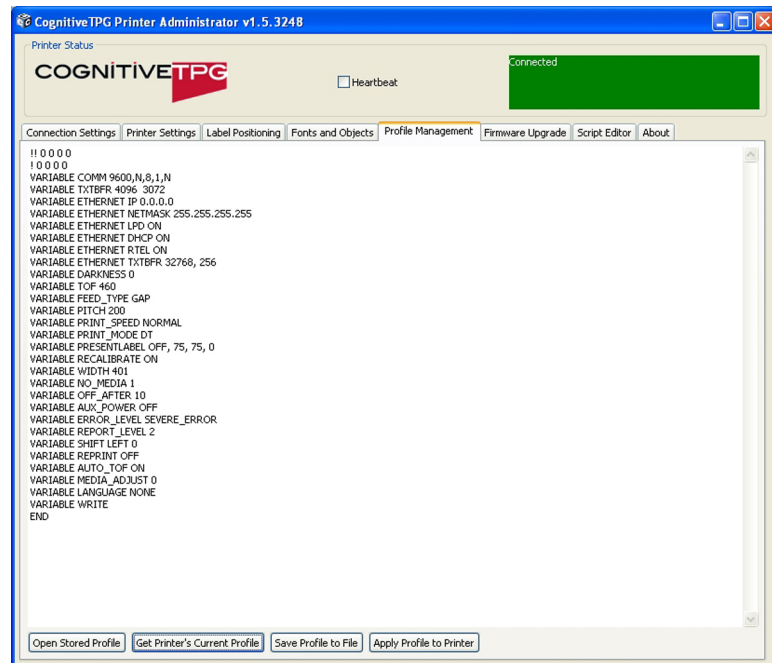 CognitiveTPG Printer Administrator v1.5.3248
Printer Status
COGNITIVETPG
Heartbeat
Connected
Connection Settings Printer Settings Label Positioning Fonts and Objects Profile Management Firmware Upgrade Script Editor About
!! 0 0 0 0
! 0 0 0 0
VARIABLE COMM 9600,N,8,1,N
VARIABLE TXTBFR 4096  3072
VARIABLE ETHERNET IP 0.0.0.0
VARIABLE ETHERNET NETMASK 255.255.255.255
VARIABLE ETHERNET LPD ON
VARIABLE ETHERNET DHCP ON
VARIABLE ETHERNET RTEL ON
VARIABLE ETHERNET TXTBFR 32768, 256
VARIABLE DARKNESS 0
VARIABLE TOF 460
VARIABLE FEED_TYPE GAP
VARIABLE PITCH 200
VARIABLE PRINT_SPEED NORMAL
VARIABLE PRINT_MODE DT
VARIABLE PRESENTLABEL OFF, 75, 75, 0
VARIABLE RECALIBRATE ON
VARIABLE WIDTH 401
VARIABLE NO_MEDIA 1
VARIABLE OFF_AFTER 10
VARIABLE AUX_POWER OFF
VARIABLE ERROR_LEVEL SEVERE_ERROR
VARIABLE REPORT_LEVEL 2
VARIABLE SHIFT LEFT 0
VARIABLE REPRINT OFF
VARIABLE AUTO_TOF ON
VARIABLE MEDIA_ADJUST 0
VARIABLE LANGUAGE NONE
VARIABLE WRITE
END
Open Stored Profile Get Printer's Current Profile Save Profile to File Apply Profile to Printer